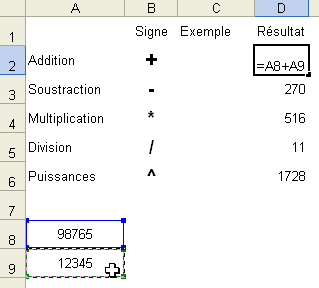 A B C D
1 Signe Exemple Résultat
2 Addition + =A8+A9
3 Soustraction - 270
4 Multiplication * 516
5 Division / 11
6 Puissances ^ 1728
7
8 98765
9 12345